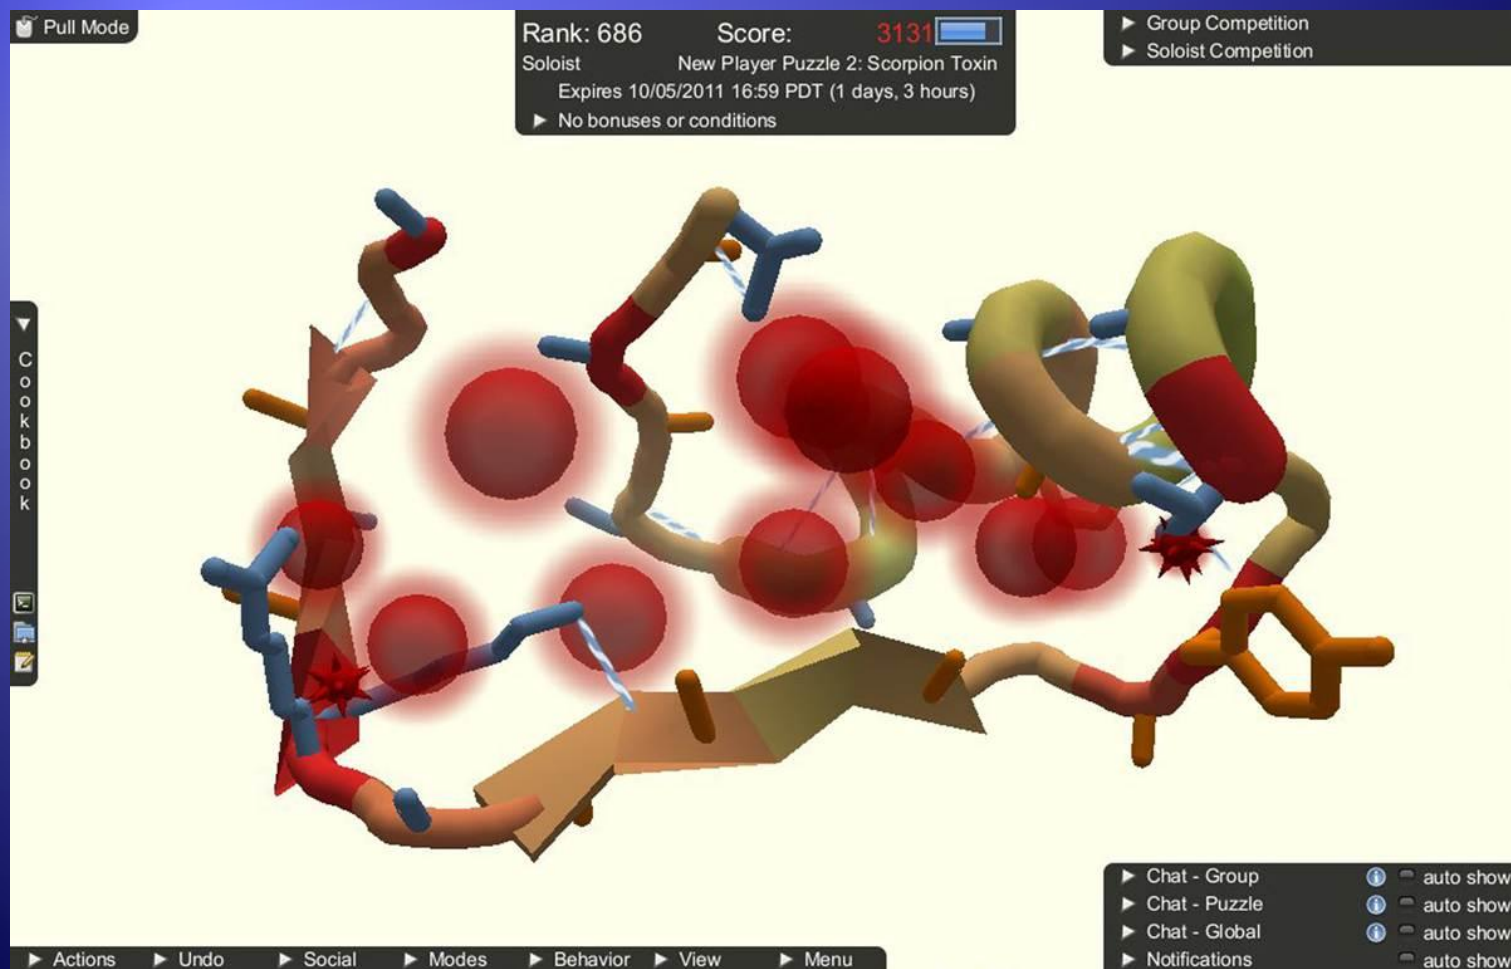 Pull Mode
Rank: 686 Score: 3131
Soloist New Player Puzzle 2: Scorpion Toxin
Expires 10/05/2011 16:59 PDT (1 days, 3 hours)
No bonuses or conditions
Group Competition
Soloist Competition
Cookbook
Chat - Group auto show
Chat - Puzzle auto show
Chat - Global auto show
Notifications auto show
Actions Undo Social Modes Behavior View Menu